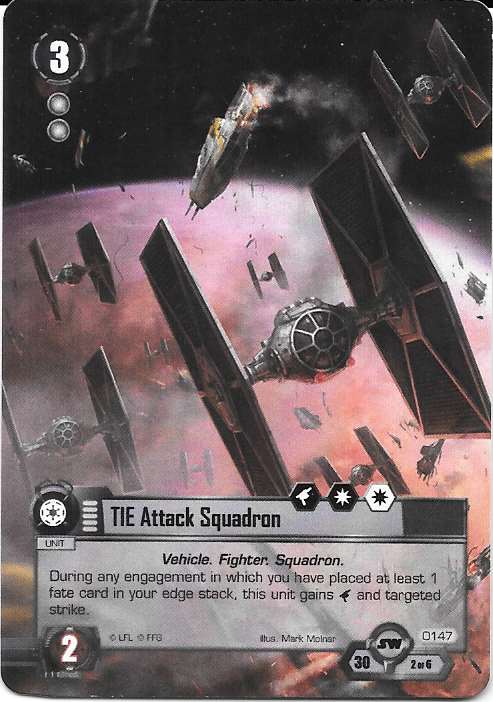 3
TIE Attack Squadron
UNIT
Vehicle. Fighter. Squadron.
During any engagement in which you have placed at least 1
fate card in your edge stack, this unit gains and targeted
strike.
2
© LFL © FFG
Illus. Mark Molnar
SW
0147
30
2 of 6